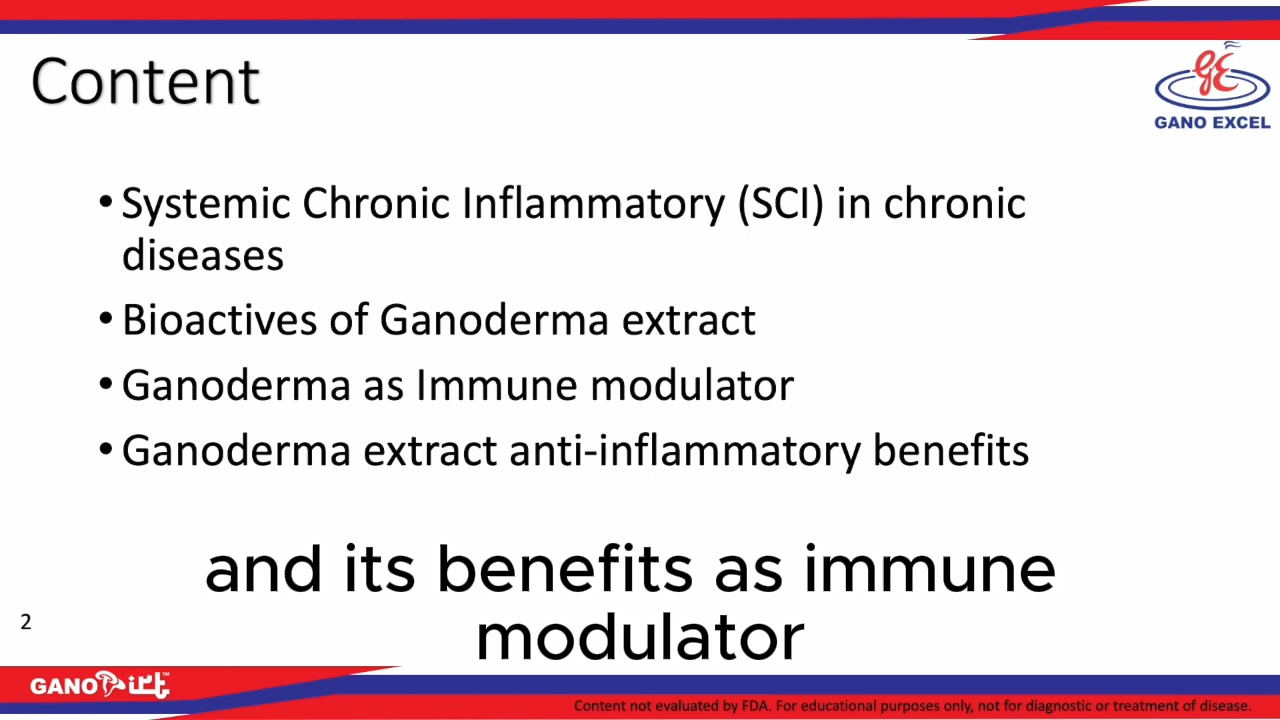 Content
GANO EXCEL
• Systemic Chronic Inflammatory (SCI) in chronic
diseases
• Bioactives of Ganoderma extract
• Ganoderma as Immune modulator
• Ganoderma extract anti-inflammatory benefits
and its benefits as immune
modulator
2
GANO
Content not evaluated by FDA. For educational purposes only, not for diagnostic or treatment of disease.